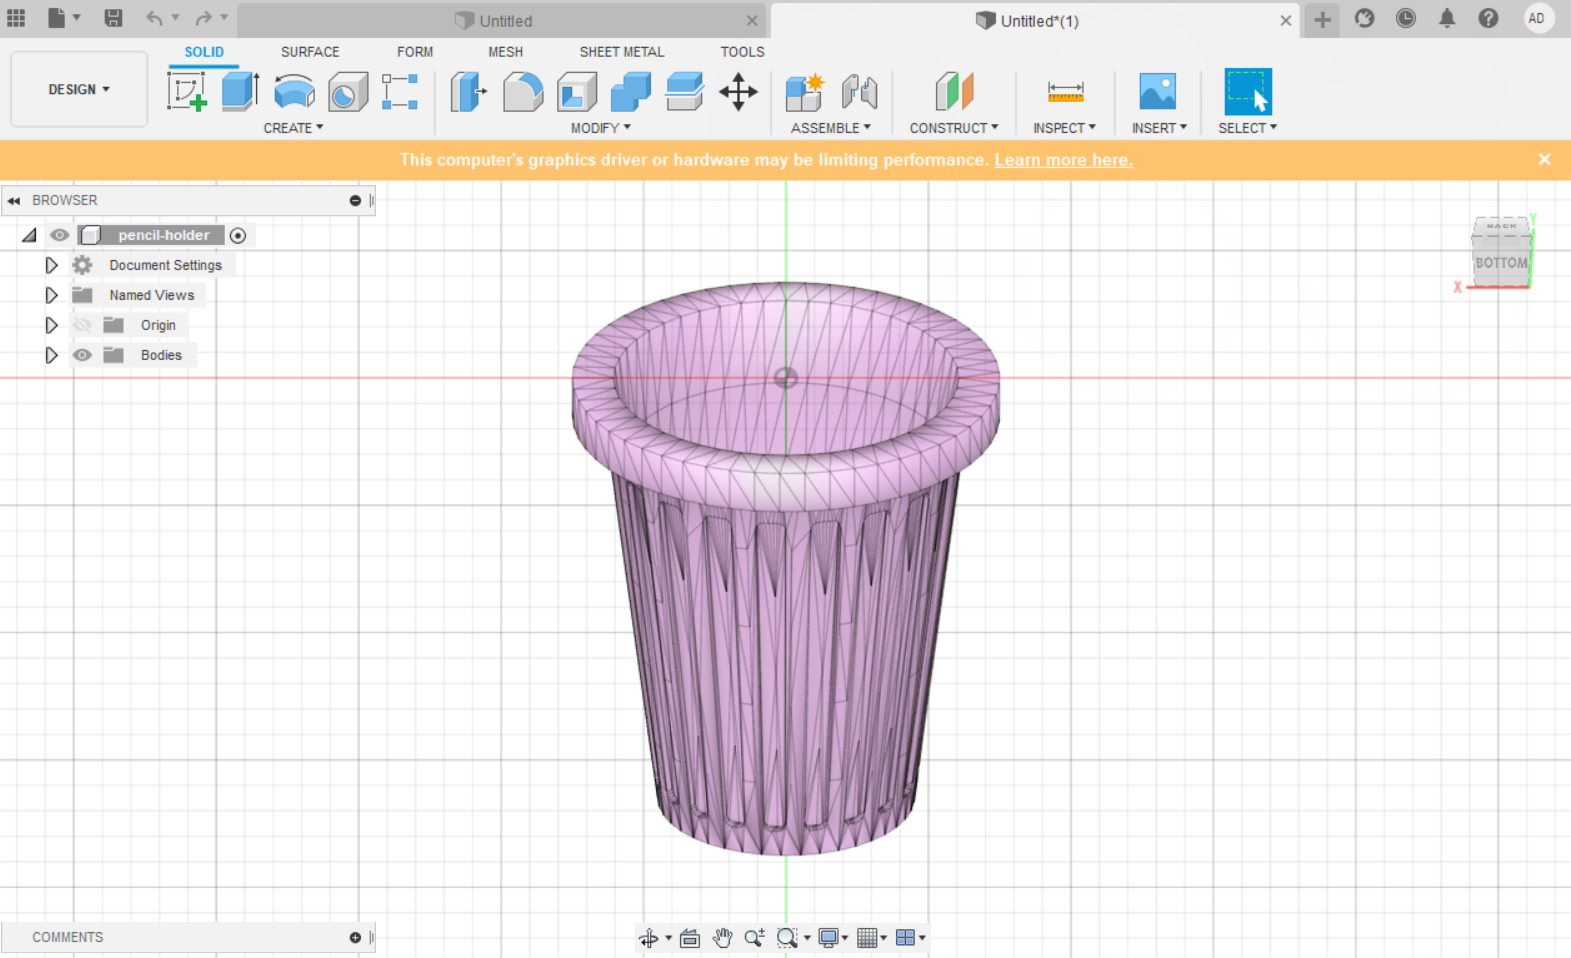 Untitled
Untitled*(1)
AD
SOLID
SURFACE
FORM
MESH
SHEET METAL
TOOLS
DESIGN
CREATE
MODIFY
ASSEMBLE
CONSTRUCT
INSPECT
INSERT
SELECT
This computer's graphics driver or hardware may be limiting performance. Learn more here.
BROWSER
pencil-holder
Document Settings
Named Views
Origin
Bodies
Y
BACK
BOTTOM
X
COMMENTS